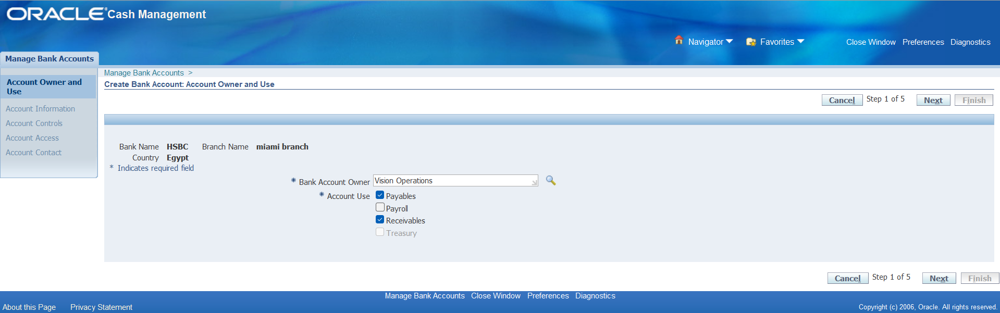 ORACLE® Cash Management
Navigator Favorites Close Window Preferences Diagnostics
Manage Bank Accounts
Account Owner and
Use
Account Information
Account Controls
Account Access
Account Contact
Manage Bank Accounts >
Create Bank Account: Account Owner and Use
Cancel Step 1 of 5 Next Finish
Bank Name HSBC Branch Name miami branch
Country Egypt
* Indicates required field
* Bank Account Owner Vision Operations
* Account Use Payables
Payroll
Receivables
Treasury
Cancel Step 1 of 5 Next Finish
Manage Bank Accounts Close Window Preferences Diagnostics
About this Page Privacy Statement Copyright (c) 2006, Oracle. All rights reserved.